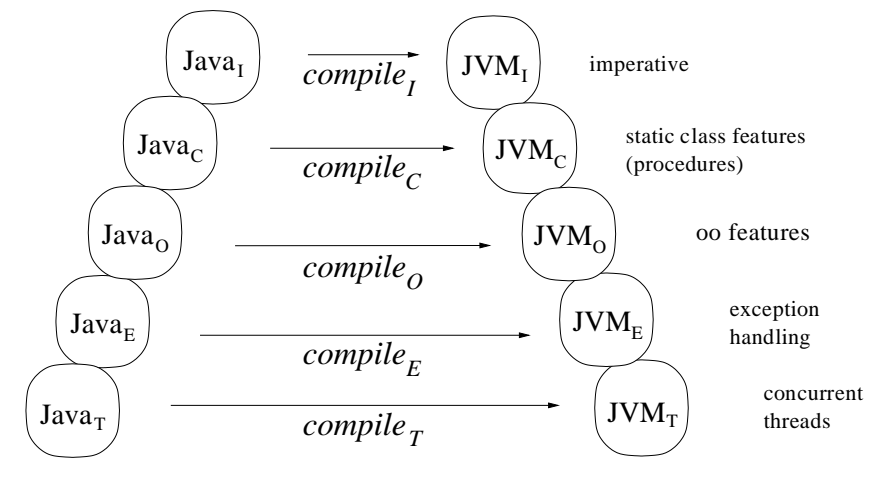 Java_I compile_I JVM_I imperative
Java_C compile_C JVM_C static class features
(procedures)
Java_O compile_O JVM_O oo features
Java_E compile_E JVM_E exception
handling
Java_T compile_T JVM_T concurrent
threads